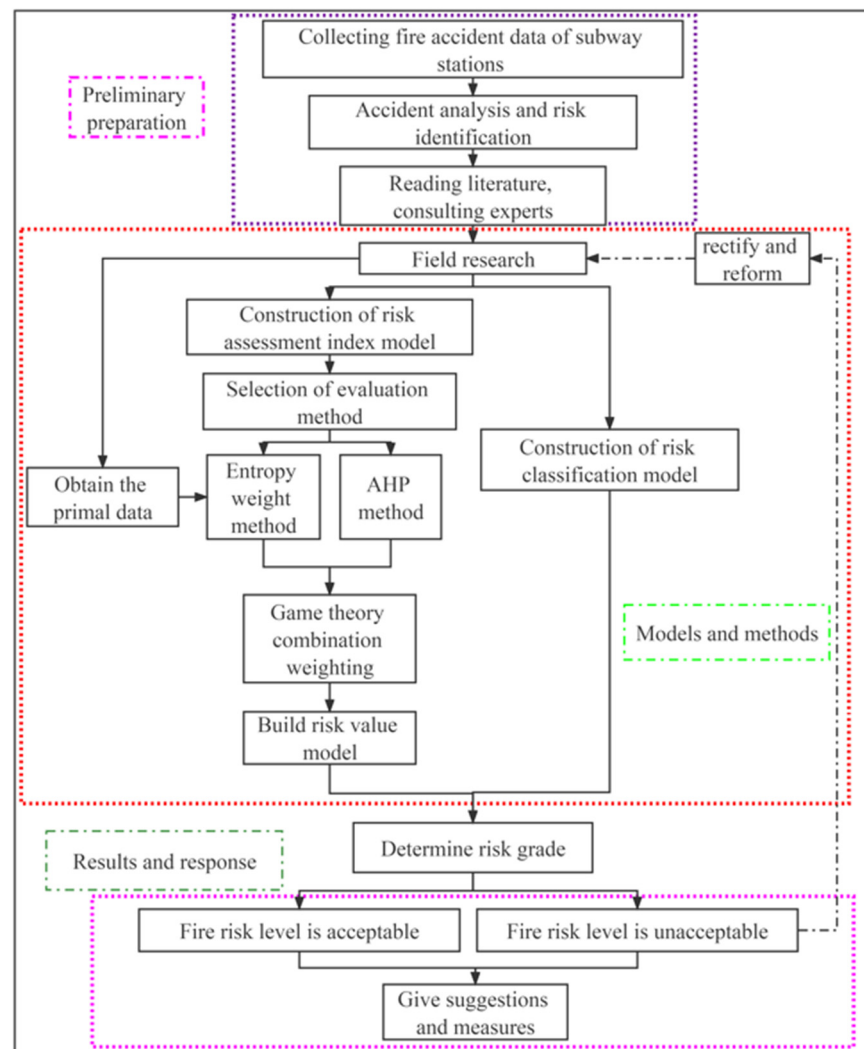 Collecting fire accident data of subway
stations
Preliminary
preparation
Accident analysis and risk
identification
Reading literature,
consulting experts
Field research
rectify and
reform
Construction of risk
assessment index model
Selection of evaluation
method
Construction of risk
classification model
Obtain the
primal data
Entropy
weight
method
AHP
method
Game theory
combination
weighting
Models and methods
Build risk value
model
Determine risk grade
Results and response
Fire risk level is acceptable
Fire risk level is unacceptable
Give suggestions
and measures